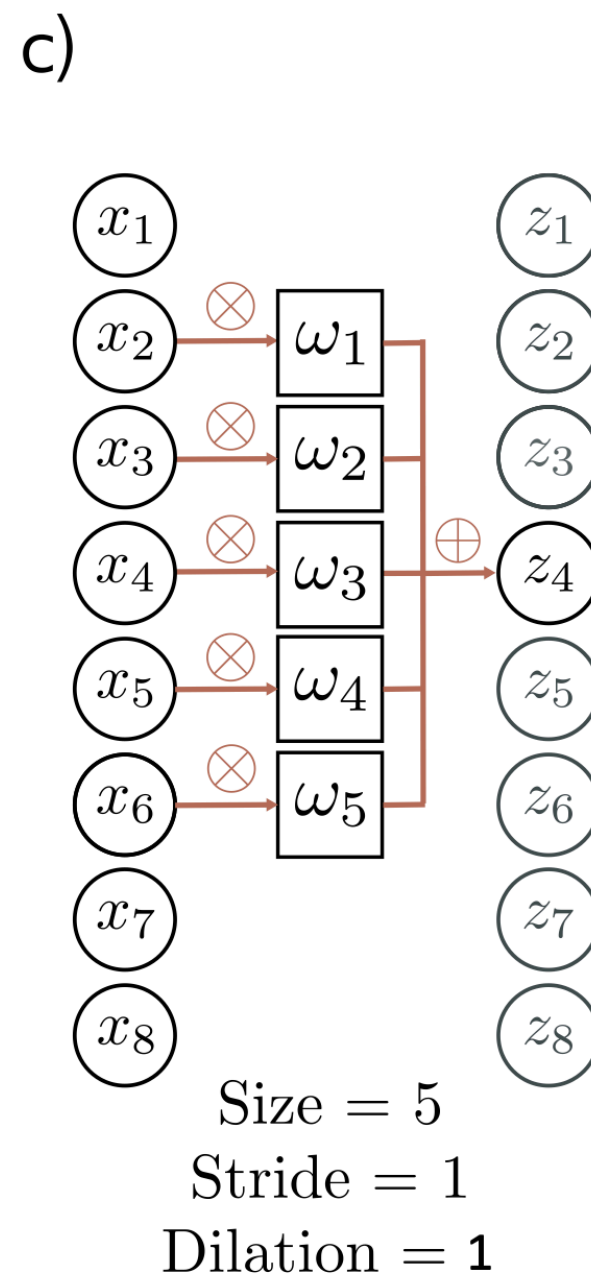 c)
x₁ z₁
x₂ ⊗ ω₁ z₂
x₃ ⊗ ω₂ z₃
x₄ ⊗ ω₃ ⊕ z₄
x₅ ⊗ ω₄ z₅
x₆ ⊗ ω₅ z₆
x₇ z₇
x₈ z₈
Size = 5
Stride = 1
Dilation = 1